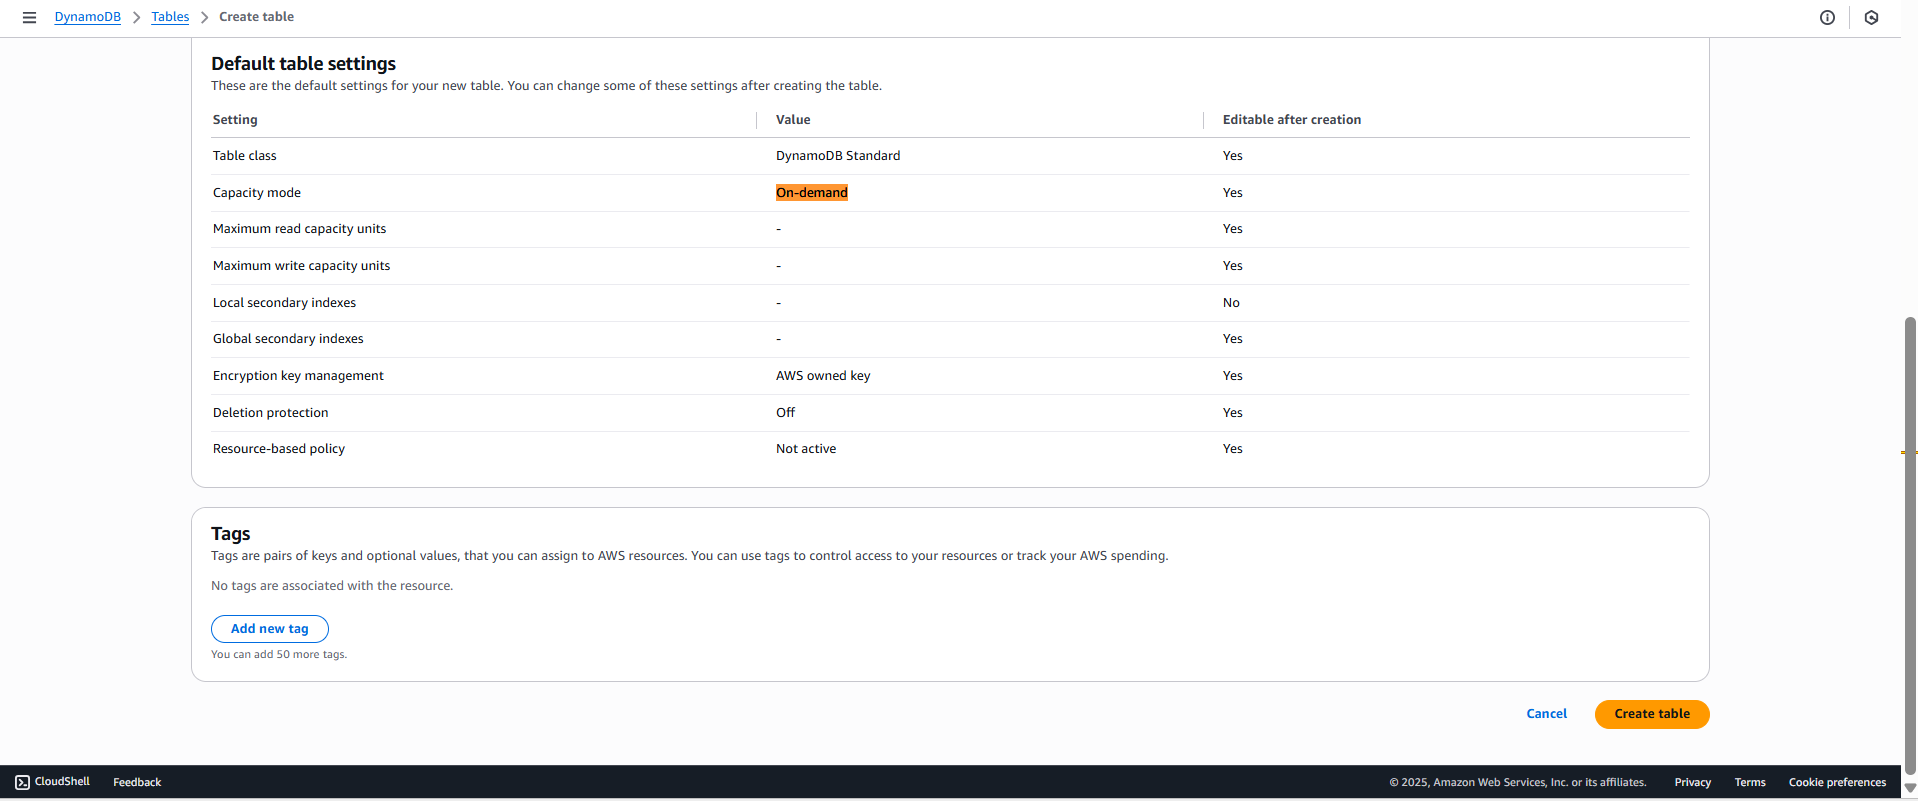 DynamoDB > Tables > Create table
Default table settings
These are the default settings for your new table. You can change some of these settings after creating the table.
Setting Value Editable after creation
Table class DynamoDB Standard Yes
Capacity mode On-demand Yes
Maximum read capacity units - Yes
Maximum write capacity units - Yes
Local secondary indexes - No
Global secondary indexes - Yes
Encryption key management AWS owned key Yes
Deletion protection Off Yes
Resource-based policy Not active Yes
Tags
Tags are pairs of keys and optional values, that you can assign to AWS resources. You can use tags to control access to your resources or track your AWS spending.
No tags are associated with the resource.
Add new tag
You can add 50 more tags.
Cancel Create table
CloudShell Feedback © 2025, Amazon Web Services, Inc. or its affiliates. Privacy Terms Cookie preferences